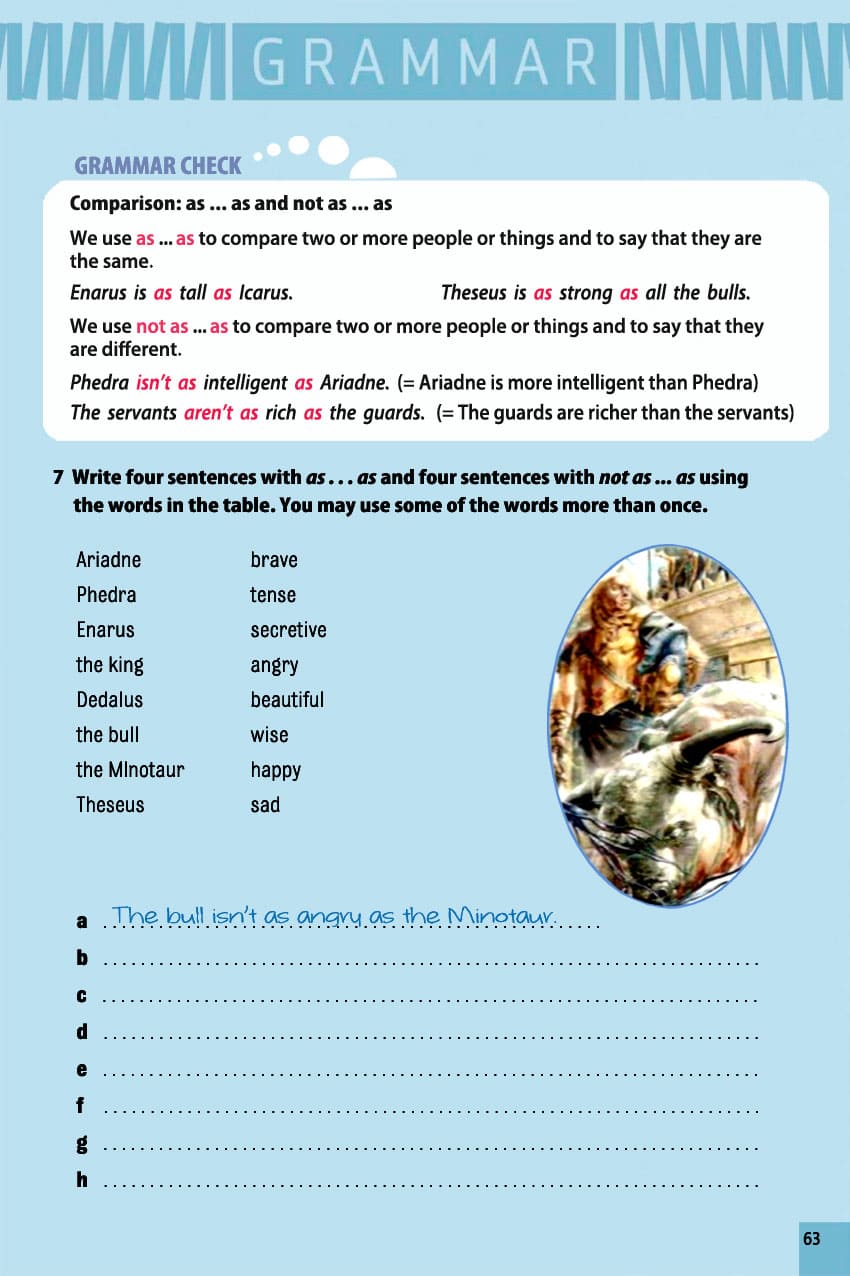 GRAMMAR
GRAMMAR CHECK
Comparison: as ... as and not as ... as
We use as ... as to compare two or more people or things and to say that they are
the same.
Enarus is as tall as Icarus. Theseus is as strong as all the bulls.
We use not as ... as to compare two or more people or things and to say that they
are different.
Phedra isn't as intelligent as Ariadne. (= Ariadne is more intelligent than Phedra)
The servants aren't as rich as the guards. (= The guards are richer than the servants)
7 Write four sentences with as . . . as and four sentences with not as ... as using
the words in the table. You may use some of the words more than once.
Ariadne brave
Phedra tense
Enarus secretive
the king angry
Dedalus beautiful
the bull wise
the MInotaur happy
Theseus sad
a The bull isn't as angry as the Minotaur.
b
c
d
e
f
g
h
63